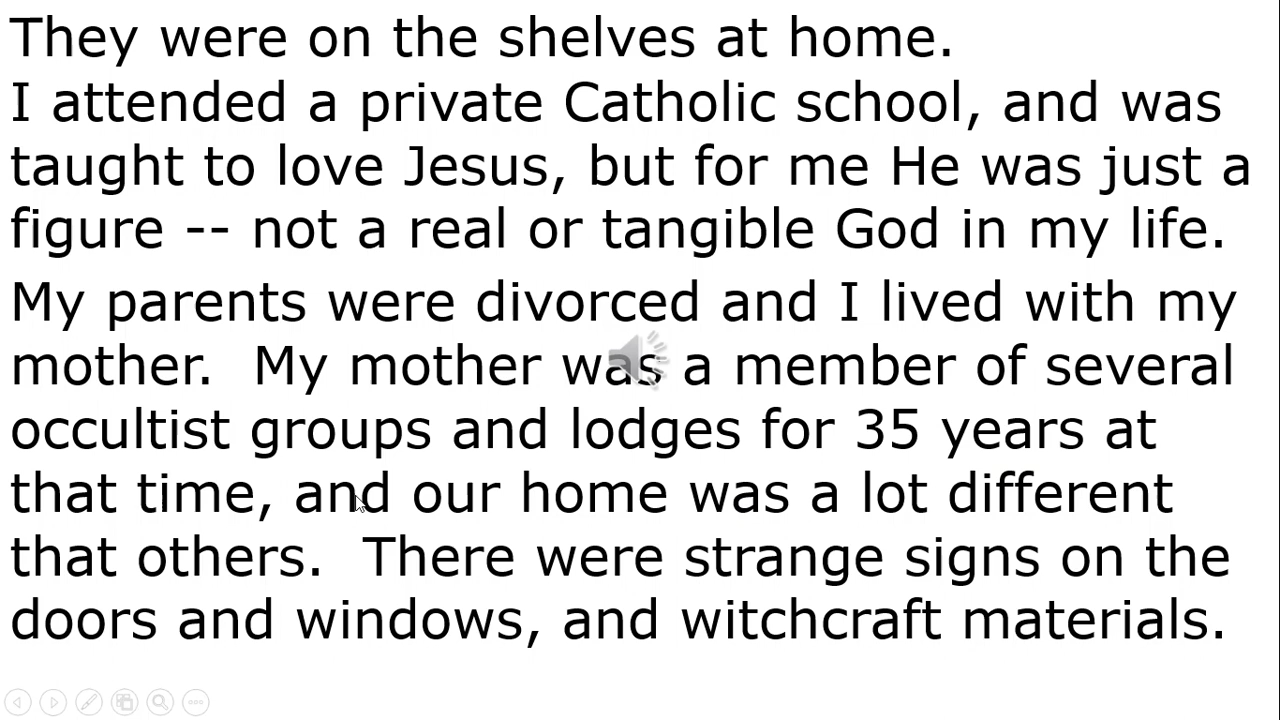 They were on the shelves at home.
I attended a private Catholic school, and was
taught to love Jesus, but for me He was just a
figure -- not a real or tangible God in my life.
My parents were divorced and I lived with my
mother.  My mother was a member of several
occultist groups and lodges for 35 years at
that time, and our home was a lot different
that others.  There were strange signs on the
doors and windows, and witchcraft materials.